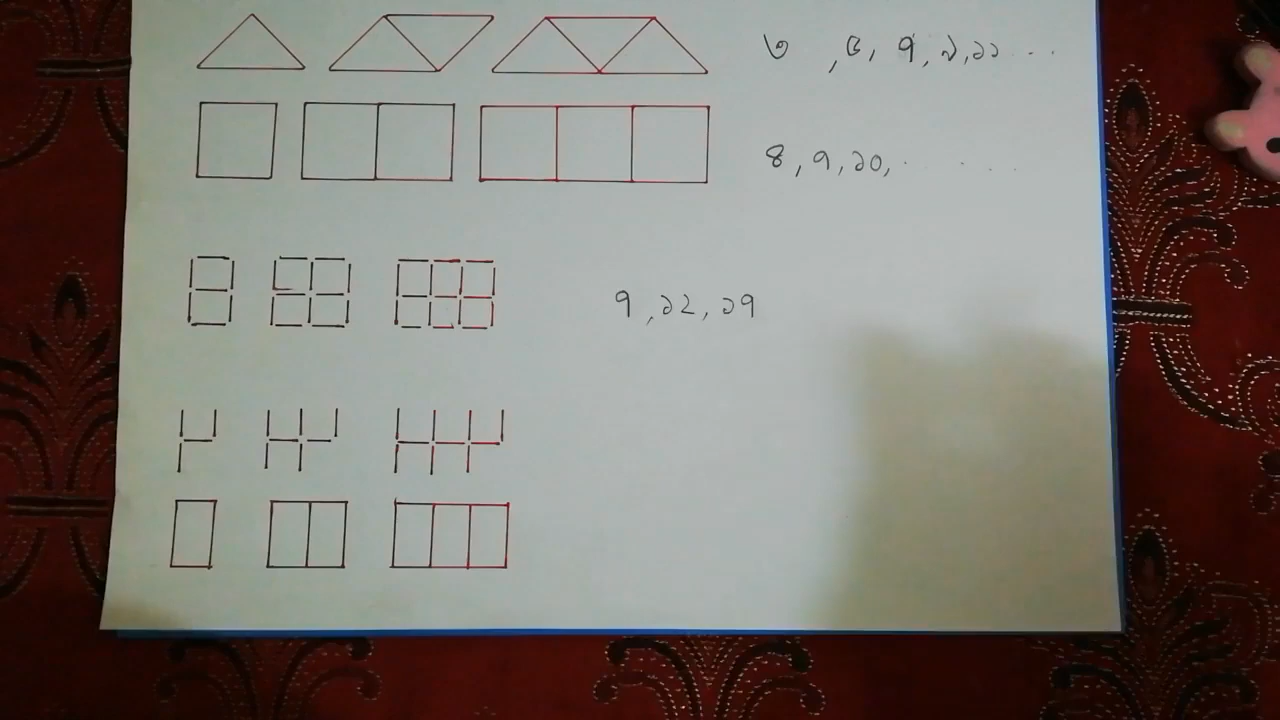 ৩, ৫, ৭, ৯, ১১ ...
৪, ৭, ১০, .....
৭, ১২, ১৭